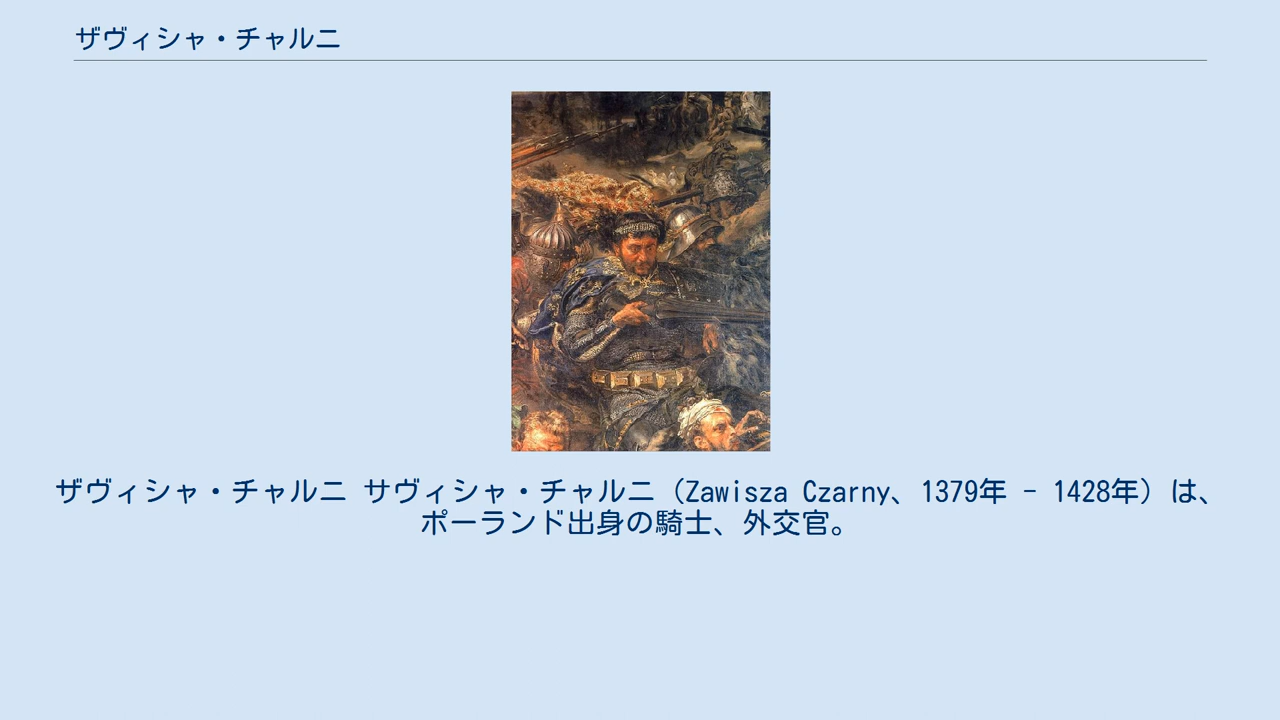 ザヴィシャ・チャルニ
ザヴィシャ・チャルニ サヴィシャ・チャルニ（Zawisza Czarny、1379年 - 1428年）は、
ポーランド出身の騎士、外交官。